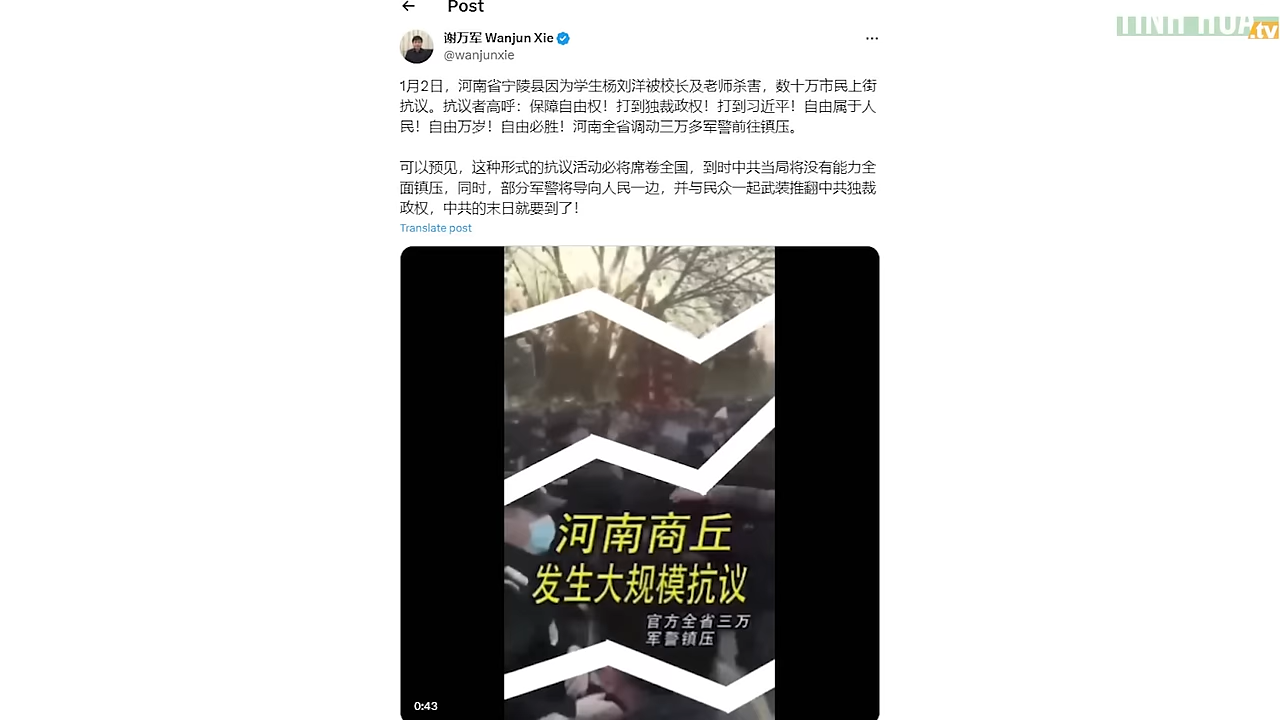 Post
TINH HOA.tv
谢万军 Wanjun Xie
@wanjunxie
1月2日，河南省宁陵县因为学生杨刘洋被校长及老师杀害，数十万市民上街
抗议。抗议者高呼：保障自由权！打到独裁政权！打到习近平！自由属于人
民！自由万岁！自由必胜！河南全省调动三万多军警前往镇压。
可以预见，这种形式的抗议活动必将席卷全国，到时中共当局将没有能力全
面镇压，同时，部分军警将导向人民一边，并与民众一起武装推翻中共独裁
政权，中共的末日就要到了！
Translate post
河南商丘
发生大规模抗议
官方全省三万
军警镇压
0:43